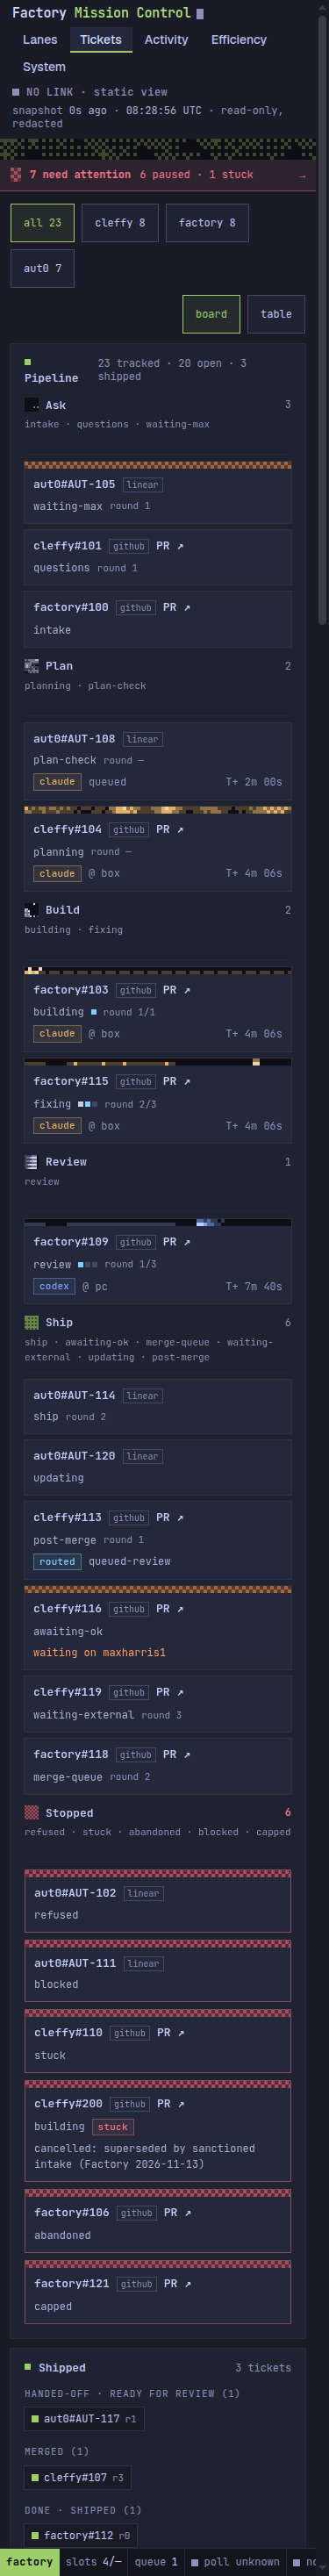 Factory Mission Control
Lanes Tickets Activity Efficiency
System
NO LINK · static view
snapshot 0s ago · 08:28:56 UTC · read-only,
redacted
7 need attention 6 paused · 1 stuck →
all 23 cleffy 8 factory 8
aut0 7
board table
Pipeline 23 tracked · 20 open · 3
shipped
Ask 3
intake · questions · waiting-max
aut0#AUT-105 linear
waiting-max round 1
cleffy#101 github PR ↗
questions round 1
factory#100 github PR ↗
intake
Plan 2
planning · plan-check
aut0#AUT-108 linear
plan-check round —
claude queued T+ 2m 00s
cleffy#104 github PR ↗
planning round —
claude @ box T+ 4m 06s
Build 2
building · fixing
factory#103 github PR ↗
building round 1/1
claude @ box T+ 4m 06s
factory#115 github PR ↗
fixing round 2/3
claude @ box T+ 4m 06s
Review 1
review
factory#109 github PR ↗
review round 1/3
codex @ pc T+ 7m 40s
Ship 6
ship · awaiting-ok · merge-queue · waiting-
external · updating · post-merge
aut0#AUT-114 linear
ship round 2
aut0#AUT-120 linear
updating
cleffy#113 github PR ↗
post-merge round 1
routed queued-review
cleffy#116 github PR ↗
awaiting-ok
waiting on maxharris1
cleffy#119 github PR ↗
waiting-external round 3
factory#118 github PR ↗
merge-queue round 2
Stopped 6
refused · stuck · abandoned · blocked · capped
aut0#AUT-102 linear
refused
aut0#AUT-111 linear
blocked
cleffy#110 github PR ↗
stuck
cleffy#200 github PR ↗
building stuck
cancelled: superseded by sanctioned
intake (Factory 2026-11-13)
factory#106 github PR ↗
abandoned
factory#121 github PR ↗
capped
Shipped 3 tickets
HANDED-OFF · READY FOR REVIEW (1)
aut0#AUT-117 r1
MERGED (1)
cleffy#107 r3
DONE · SHIPPED (1)
factory#112 r0
factory slots 4/— queue 1 poll unknown no